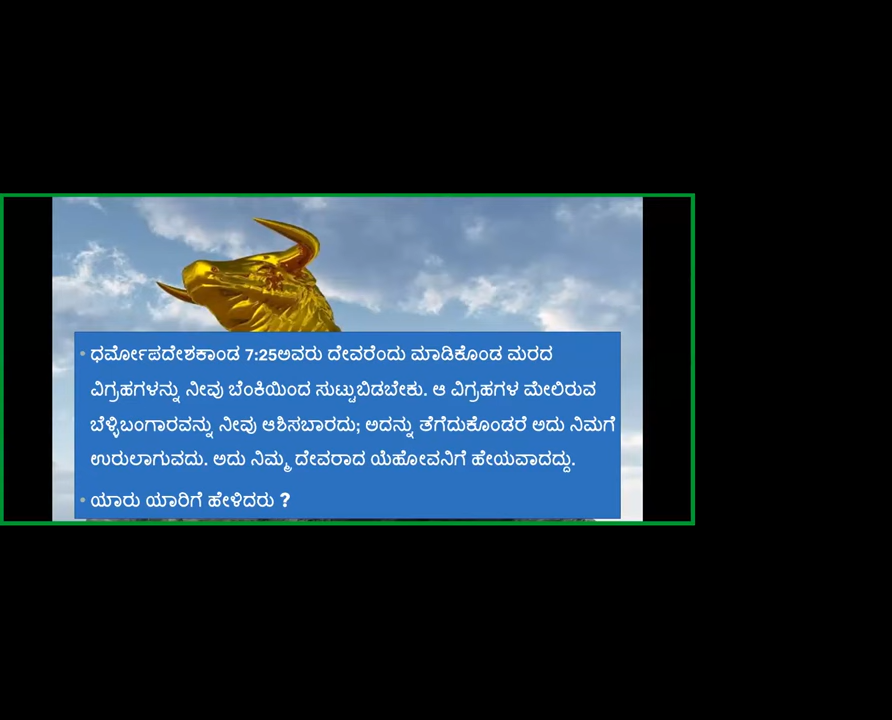 • ಧರ್ಮೋಪದೇಶಕಾಂಡ 7:25ಅವರು ದೇವರೆಂದು ಮಾಡಿಕೊಂಡ ಮರದ
ವಿಗ್ರಹಗಳನ್ನು ನೀವು ಬೆಂಕಿಯಿಂದ ಸುಟ್ಟುಬಿಡಬೇಕು. ಆ ವಿಗ್ರಹಗಳ ಮೇಲಿರುವ
ಬೆಳ್ಳಿಬಂಗಾರವನ್ನು ನೀವು ಆಶಿಸಬಾರದು; ಅದನ್ನು ತೆಗೆದುಕೊಂಡರೆ ಅದು ನಿಮಗೆ
ಉರುಲಾಗುವದು. ಅದು ನಿಮ್ಮ ದೇವರಾದ ಯೆಹೋವನಿಗೆ ಹೇಯವಾದದ್ದು.
• ಯಾರು ಯಾರಿಗೆ ಹೇಳಿದರು ?